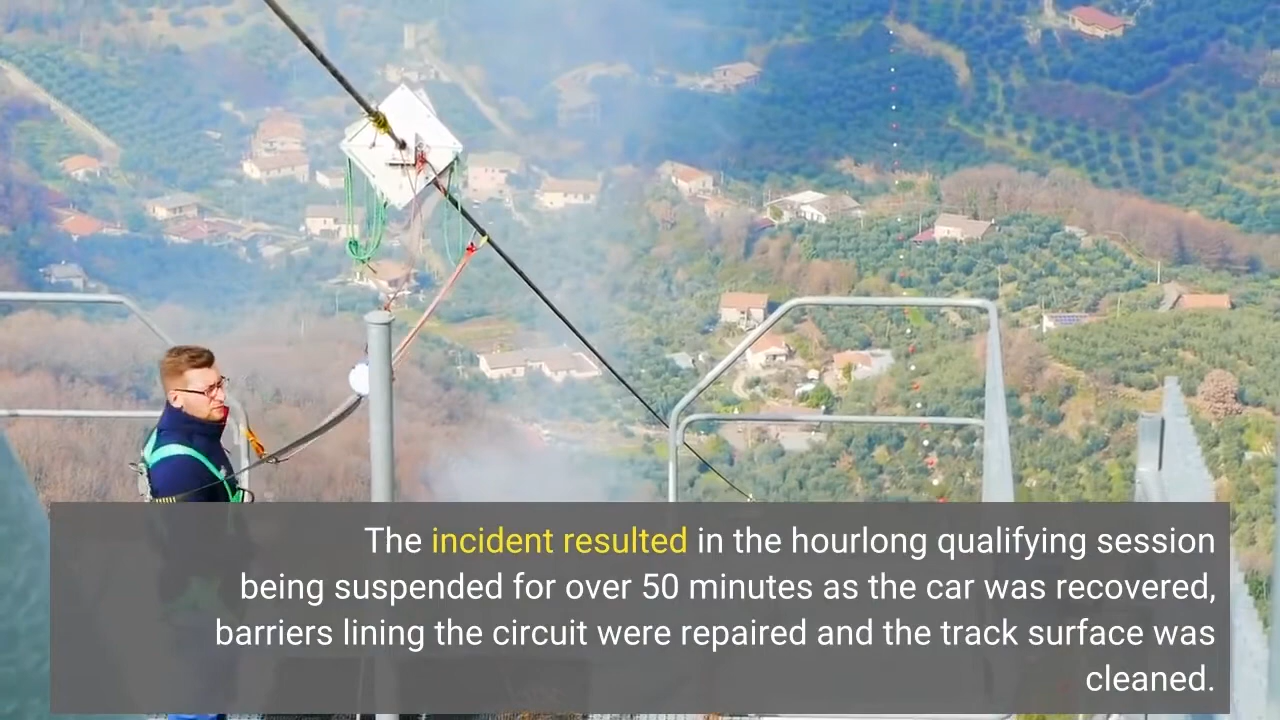 The incident resulted in the hourlong qualifying session
being suspended for over 50 minutes as the car was recovered,
barriers lining the circuit were repaired and the track surface was
cleaned.